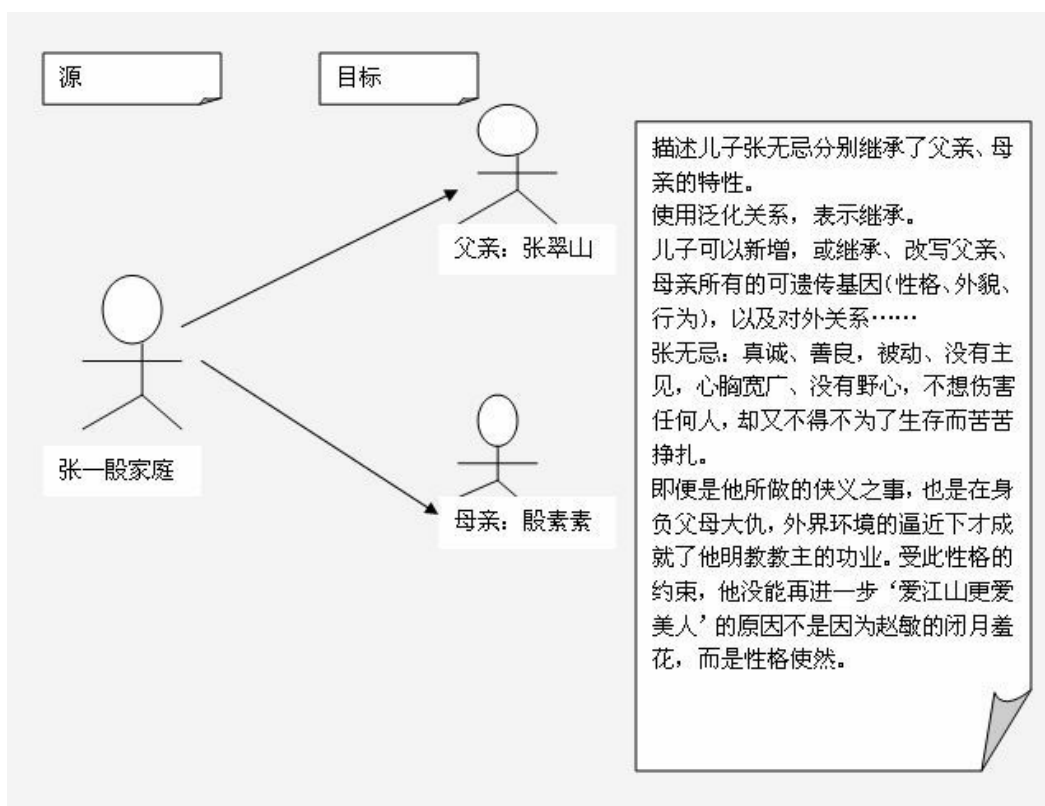 源
目标
父亲：张翠山
张一殷家庭
母亲：殷素素
描述儿子张无忌分别继承了父亲、母
亲的特性。
使用泛化关系，表示继承。
儿子可以新增，或继承、改写父亲、
母亲所有的可遗传基因(性格、外貌、
行为)，以及对外关系……
张无忌：真诚、善良，被动、没有主
见，心胸宽广、没有野心，不想伤害
任何人，却又不得不为了生存而苦苦
挣扎。
即便是他所做的侠义之事，也是在身
负父母大仇，外界环境的逼近下才成
就了他明教教主的功业。受此性格的
约束，他没能再进一步‘爱江山更爱
美人’的原因不是因为赵敏的闭月羞
花，而是性格使然。